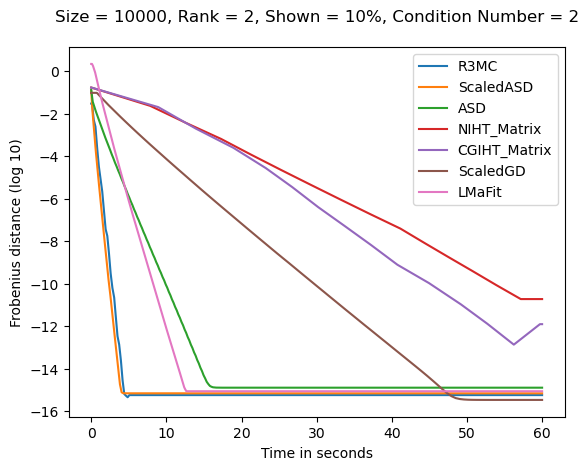 Size = 10000, Rank = 2, Shown = 10%, Condition Number = 2
Frobenius distance (log 10)
0
−2
−4
−6
−8
−10
−12
−14
−16
R3MC
ScaledASD
ASD
NIHT_Matrix
CGIHT_Matrix
ScaledGD
LMaFit
0 10 20 30 40 50 60
Time in seconds